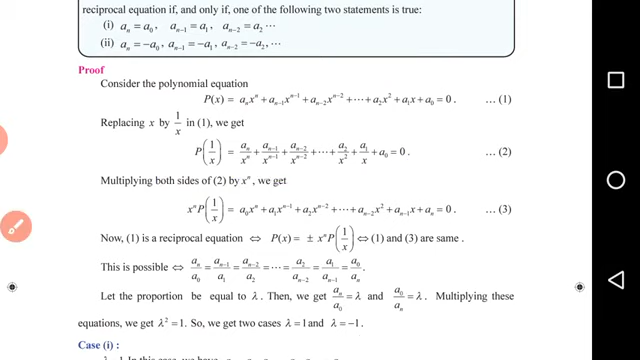 reciprocal equation if, and only if, one of the following two statements is true:
(i) aₙ = a₀, aₙ₋₁ = a₁, aₙ₋₂ = a₂ ⋯
(ii) aₙ = −a₀, aₙ₋₁ = −a₁, aₙ₋₂ = −a₂, ⋯
Proof
Consider the polynomial equation
P(x) = aₙxⁿ + aₙ₋₁xⁿ⁻¹ + aₙ₋₂xⁿ⁻² + ⋯ + a₂x² + a₁x + a₀ = 0 . … (1)
Replacing x by 1/x in (1), we get
P(1/x) = aₙ/xⁿ + aₙ₋₁/xⁿ⁻¹ + aₙ₋₂/xⁿ⁻² + ⋯ + a₂/x² + a₁/x + a₀ = 0 . … (2)
Multiplying both sides of (2) by xⁿ, we get
xⁿP(1/x) = a₀xⁿ + a₁xⁿ⁻¹ + a₂xⁿ⁻² + ⋯ + aₙ₋₂x² + aₙ₋₁x + aₙ = 0 . … (3)
Now, (1) is a reciprocal equation ⇔ P(x) = ± xⁿP(1/x) ⇔ (1) and (3) are same .
This is possible ⇔ aₙ/a₀ = aₙ₋₁/a₁ = aₙ₋₂/a₂ = ⋯ = a₂/aₙ₋₂ = a₁/aₙ₋₁ = a₀/aₙ .
Let the proportion be equal to λ. Then, we get aₙ/a₀ = λ and a₀/aₙ = λ. Multiplying these
equations, we get λ² = 1. So, we get two cases λ = 1 and λ = −1 .
Case (i) :